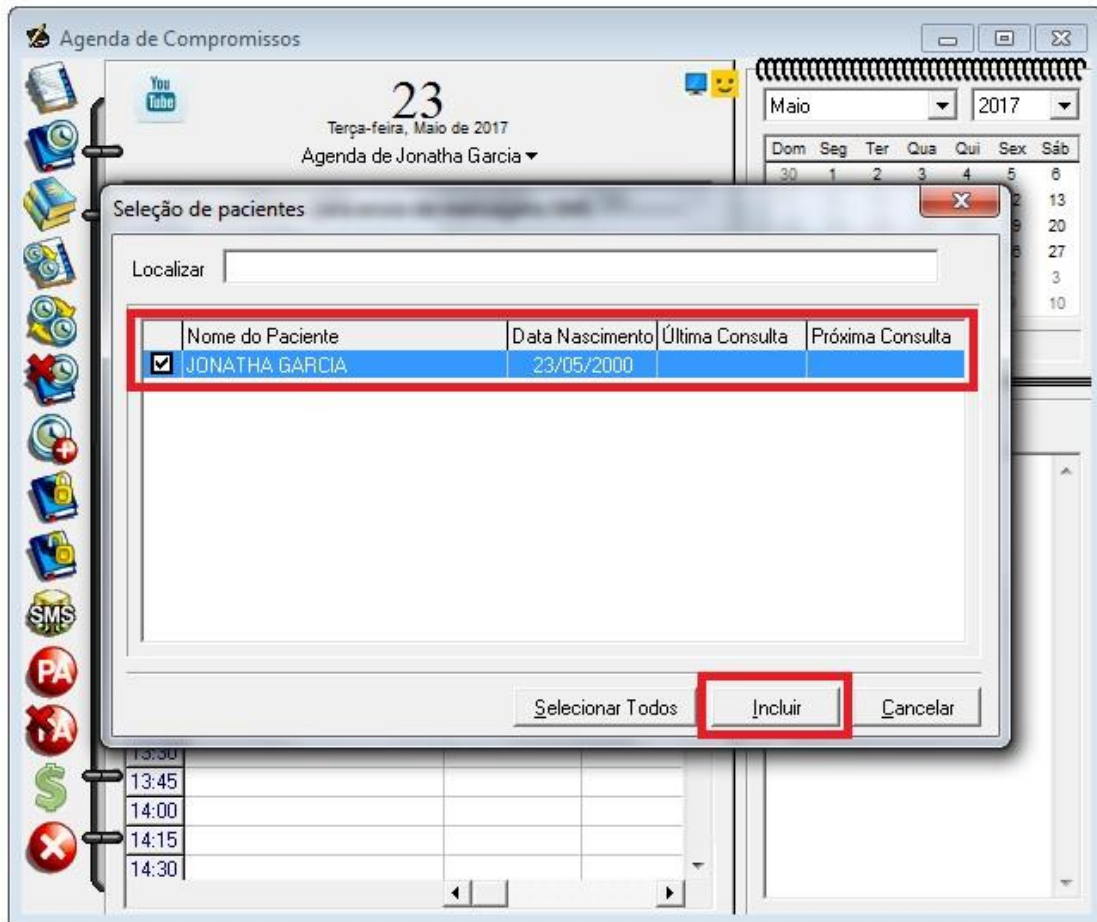 Agenda de Compromissos
You
Tube
23
Terça-feira, Maio de 2017
Agenda de Jonatha Garcia
Maio 2017
Dom Seg Ter Qua Qui Sex Sáb
30 1 2 3 4 5 6
13
20
27
3
10
Seleção de pacientes
Localizar
Nome do Paciente Data Nascimento Última Consulta Próxima Consulta
JONATHA GARCIA 23/05/2000
Selecionar Todos Incluir Cancelar
SMS
PA
PA
$
13:30
13:45
14:00
14:15
14:30